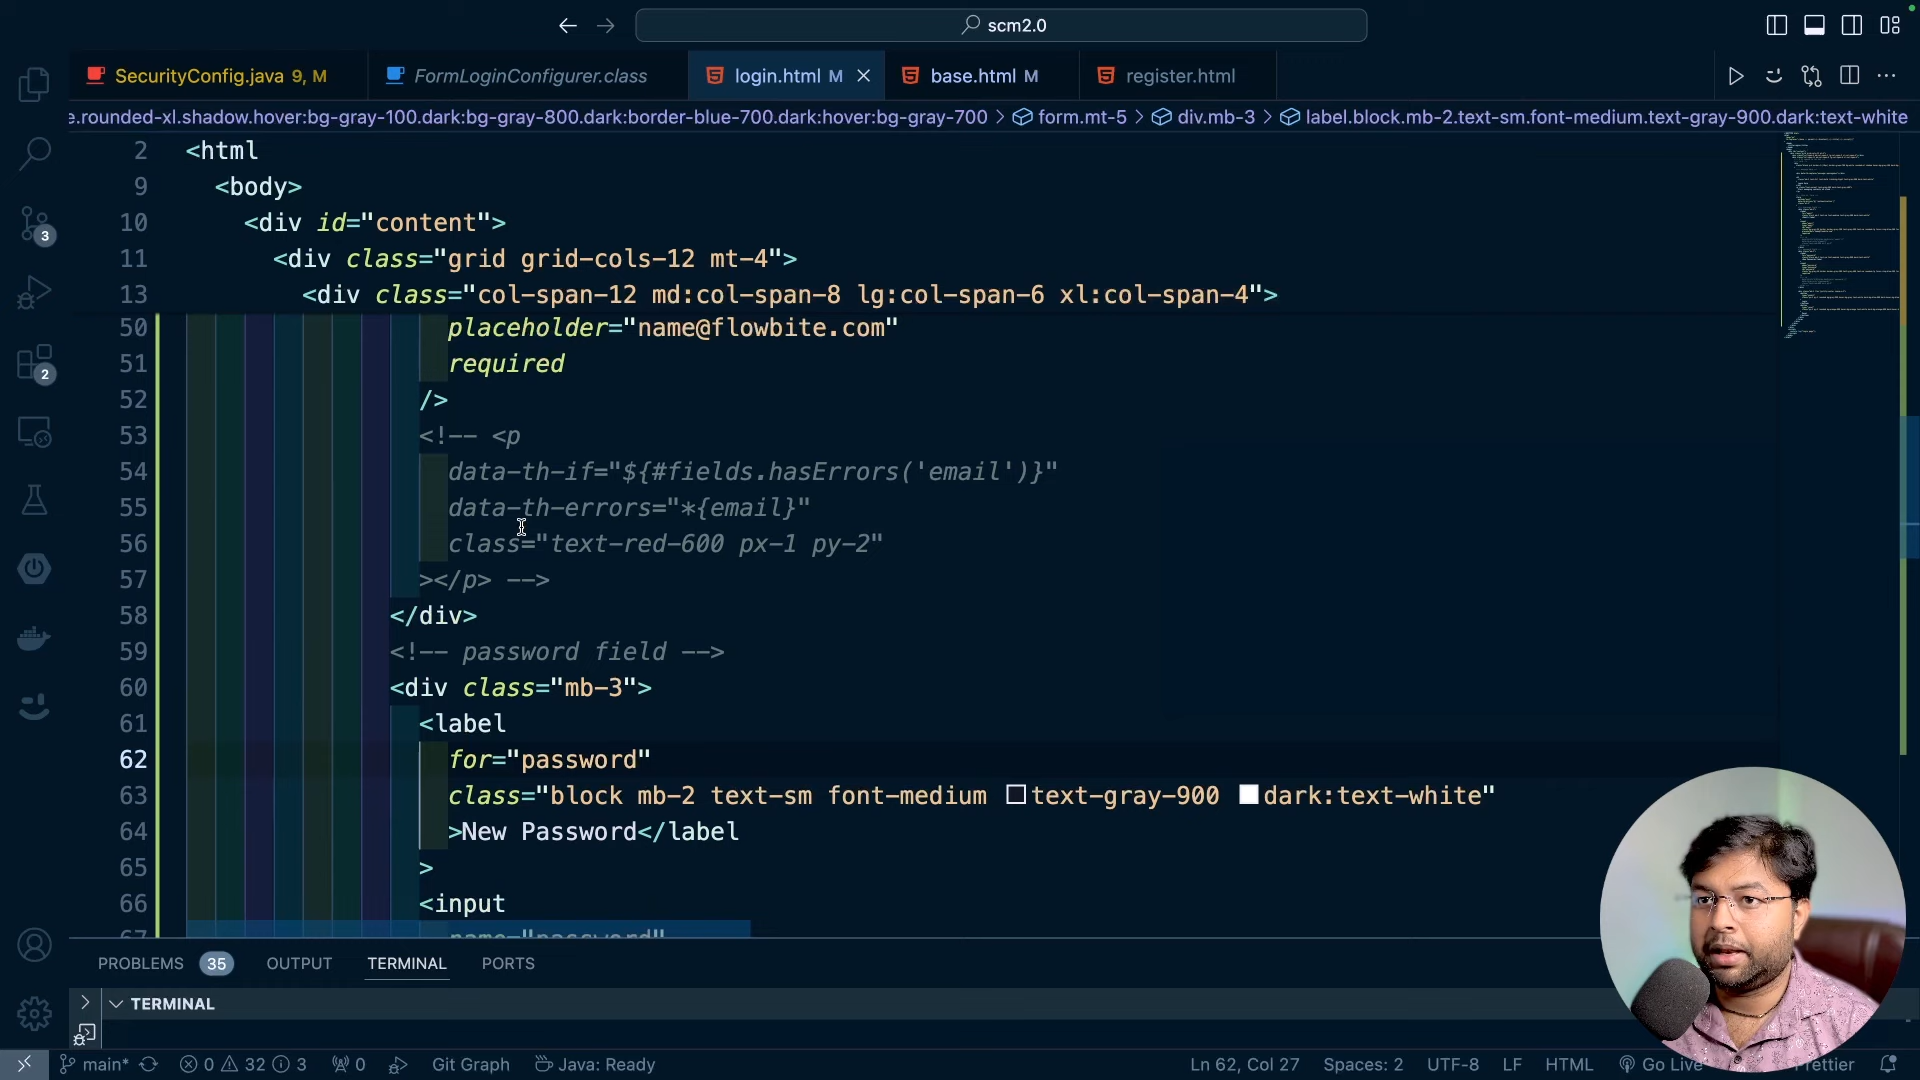 scm2.0
SecurityConfig.java 9, M
FormLoginConfigurer.class
login.html M
base.html M
register.html
e.rounded-xl.shadow.hover:bg-gray-100.dark:bg-gray-800.dark:border-blue-700.dark:hover:bg-gray-700 > form.mt-5 > div.mb-3 > label.block.mb-2.text-sm.font-medium.text-gray-900.dark:text-white
2 <html
9 <body>
10 <div id="content">
11 <div class="grid grid-cols-12 mt-4">
13 <div class="col-span-12 md:col-span-8 lg:col-span-6 xl:col-span-4">
50 placeholder="name@flowbite.com"
51 required
52 />
53 <!-- <p
54 data-th-if="${#fields.hasErrors('email')}"
55 data-th-errors="*{email}"
56 class="text-red-600 px-1 py-2"
57 ></p> -->
58 </div>
59 <!-- password field -->
60 <div class="mb-3">
61 <label
62 for="password"
63 class="block mb-2 text-sm font-medium text-gray-900 dark:text-white"
64 >New Password</label
65 >
66 <input
67 name="password"
3
2
PROBLEMS 35 OUTPUT TERMINAL PORTS
TERMINAL
main* 0 32 3 0 Git Graph Java: Ready Ln 62, Col 27 Spaces: 2 UTF-8 LF HTML Go Live Prettier